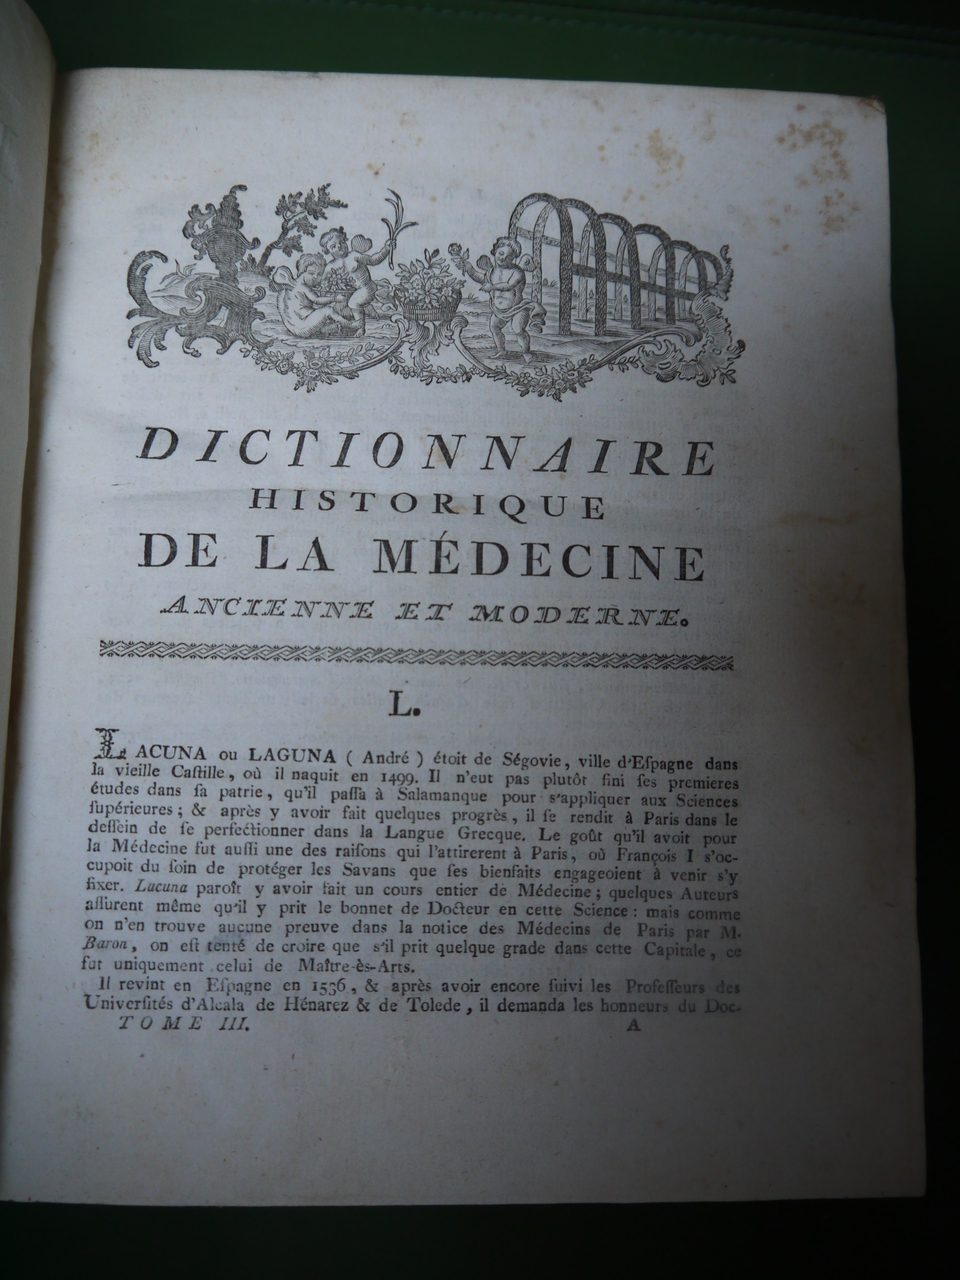 DICTIONNAIRE
HISTORIQUE
DE LA MÉDECINE
ANCIENNE ET MODERNE.
L.
LACUNA ou LAGUNA ( André ) étoit de Ségovie, ville d'Eſpagne dans
la vieille Caſtille, où il naquit en 1499. Il n'eut pas plutôt fini ſes premieres
études dans ſa patrie, qu'il paſſa à Salamanque pour s'appliquer aux Sciences
ſupérieures ; & après y avoir fait quelques progrès, il ſe rendit à Paris dans le
deſſein de ſe perfectionner dans la Langue Grecque. Le goût qu'il avoit pour
la Médecine fut auſſi une des raiſons qui l'attirerent à Paris, où François I s'oc-
cupoit du ſoin de protéger les Savans que ſes bienfaits engageoient à venir s'y
fixer. Lacuna paroît y avoir fait un cours entier de Médecine ; quelques Auteurs
aſſurent même qu'il y prit le bonnet de Docteur en cette Science : mais comme
on n'en trouve aucune preuve dans la notice des Médecins de Paris par M.
Baron, on eſt tenté de croire que s'il prit quelque grade dans cette Capitale, ce
fut uniquement celui de Maître-ès-Arts.
Il revint en Eſpagne en 1536, & après avoir encore ſuivi les Profeſſeurs des
Univerſités d'Alcala de Hénarez & de Tolede, il demanda les honneurs du Doc-
TOME III. A